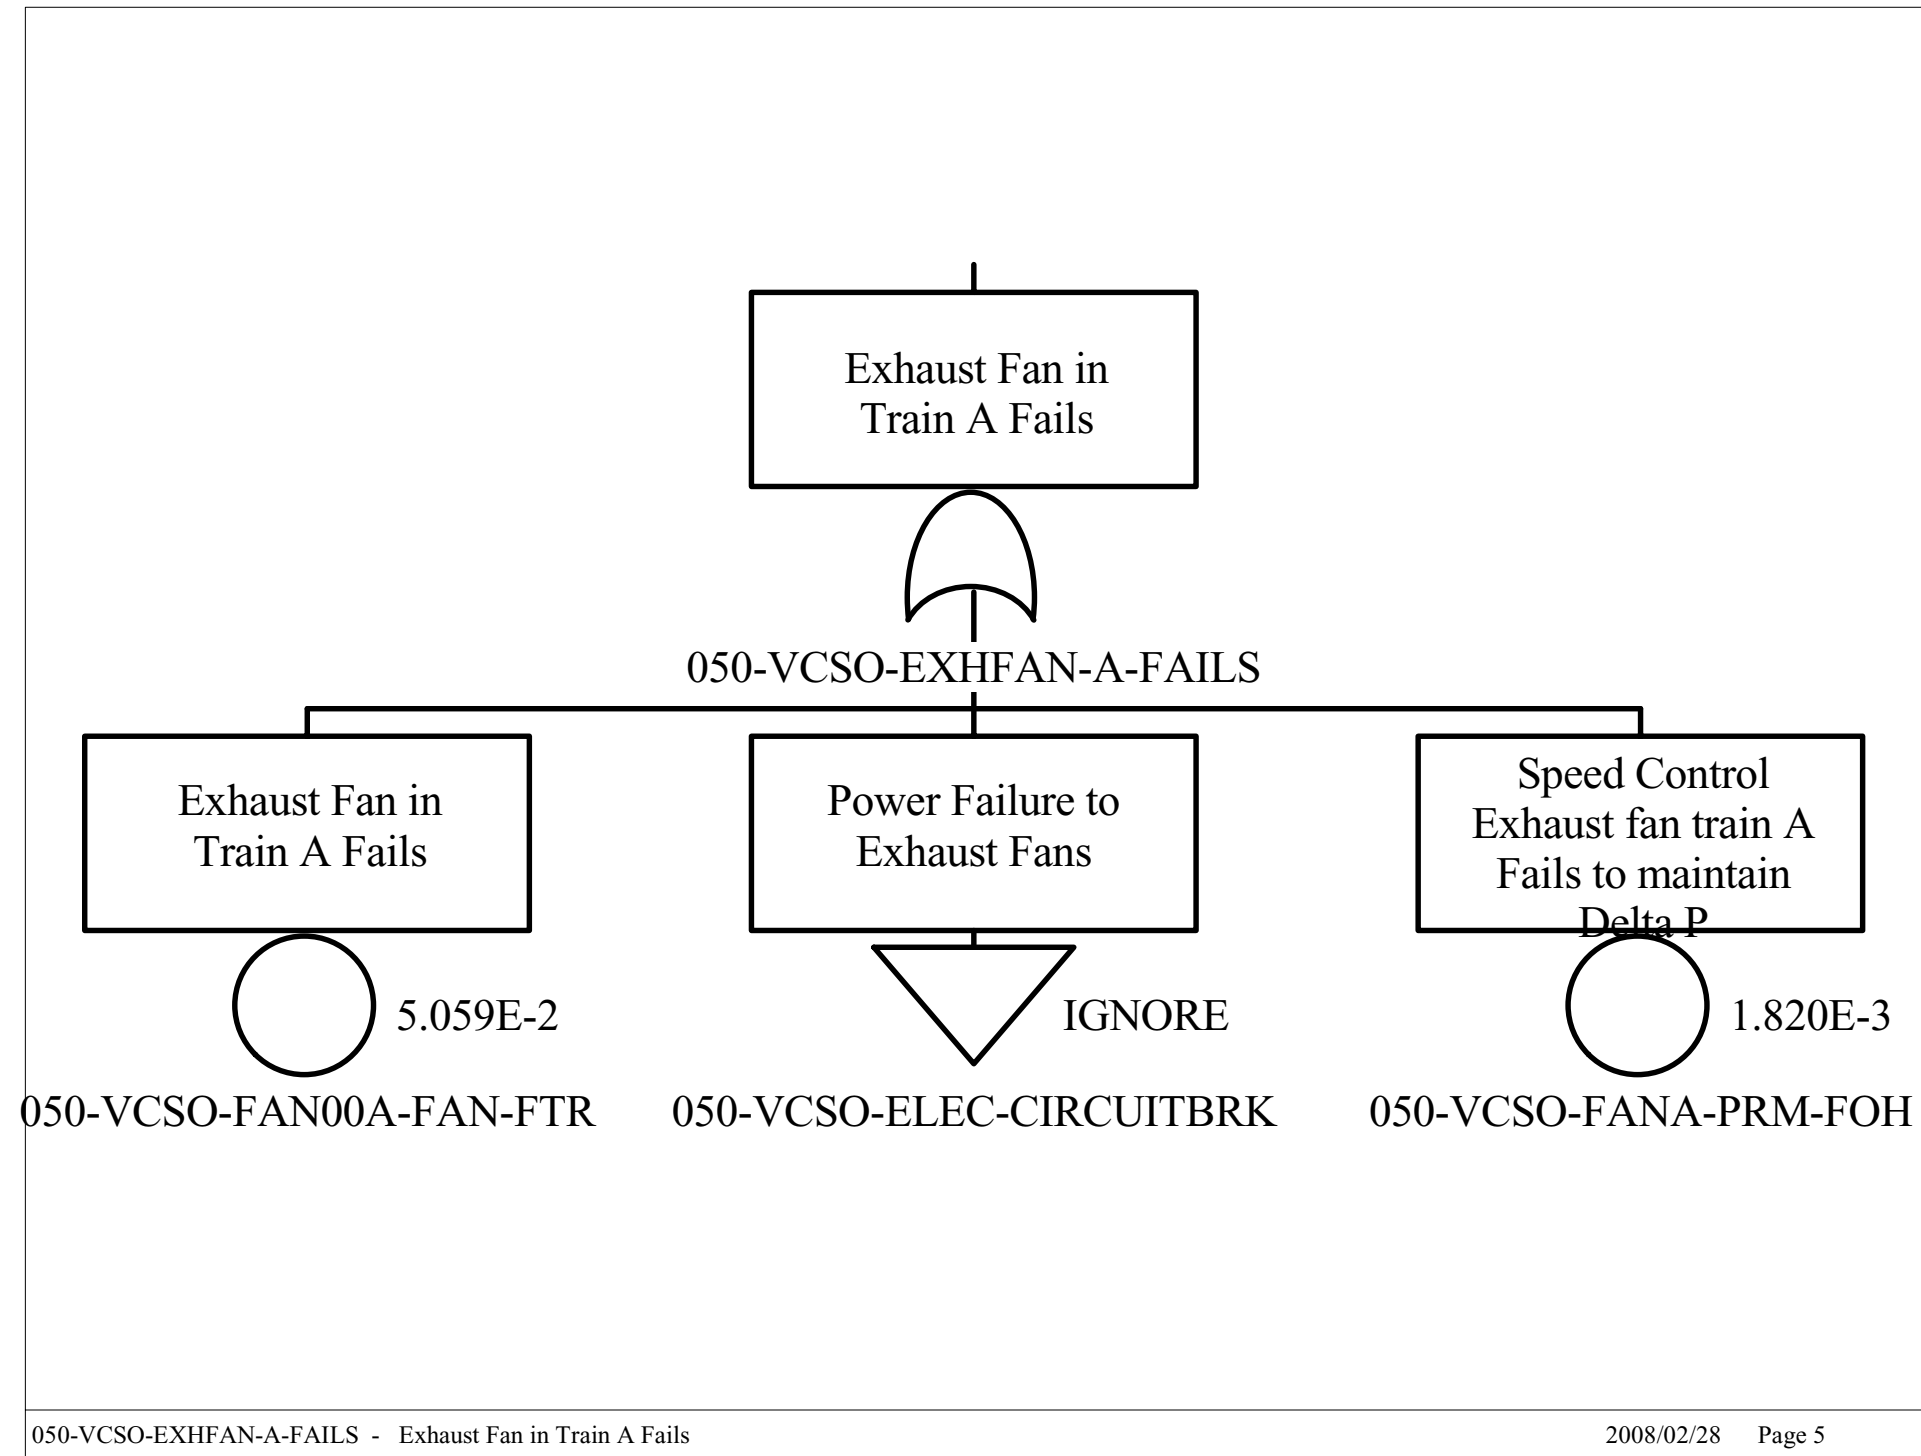 Exhaust Fan in
Train A Fails
050-VCSO-EXHFAN-A-FAILS
Exhaust Fan in
Train A Fails
5.059E-2
050-VCSO-FAN00A-FAN-FTR
Power Failure to
Exhaust Fans
IGNORE
050-VCSO-ELEC-CIRCUITBRK
Speed Control
Exhaust fan train A
Fails to maintain
Delta P
1.820E-3
050-VCSO-FANA-PRM-FOH
050-VCSO-EXHFAN-A-FAILS - Exhaust Fan in Train A Fails
2008/02/28 Page 5